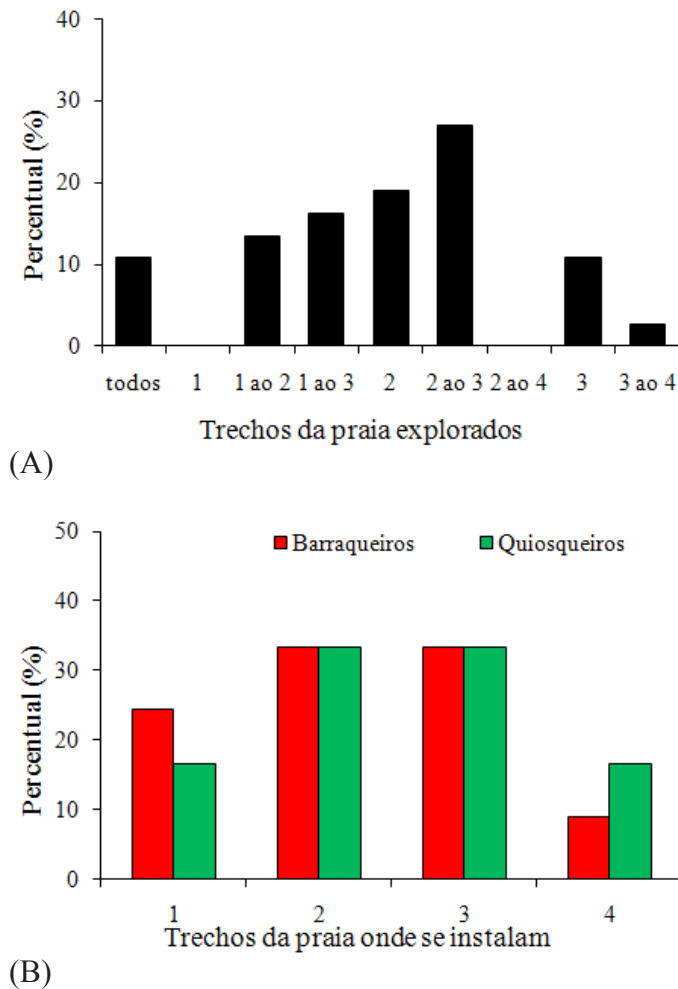 40
30
20
10
0
Percentual (%)
todos 1 1 ao 2 1 ao 3 2 2 ao 3 2 ao 4 3 3 ao 4
Trechos da praia explorados
(A)
50
40
30
20
10
0
Percentual (%)
Barraqueiros Quiosqueiros
1 2 3 4
Trechos da praia onde se instalam
(B)